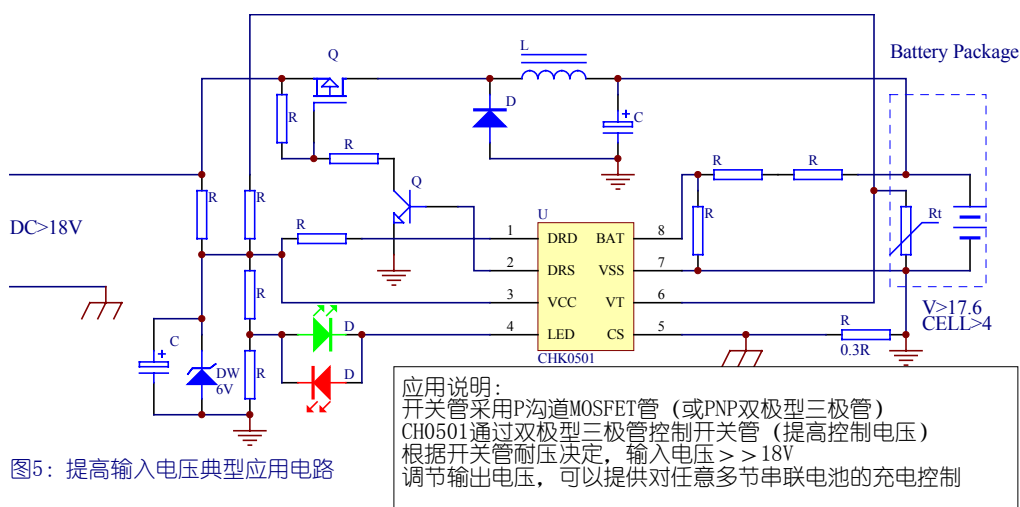 Q
L
Battery Package
D
+
C
R
R
R
R
Q
R
R
R
Rt
DC>18V
R
U
1
DRD
BAT
8
2
DRS
VSS
7
3
VCC
VT
6
4
LED
CS
5
CHK0501
R
R
0.3R
V>17.6
CELL>4
D
D
+
C
DW
6V
R
应用说明:
开关管采用P沟道MOSFET管(或PNP双极型三极管)
CH0501通过双极型三极管控制开关管(提高控制电压)
根据开关管耐压决定,输入电压>>18V
调节输出电压,可以提供对任意多节串联电池的充电控制
图5:提高输入电压典型应用电路